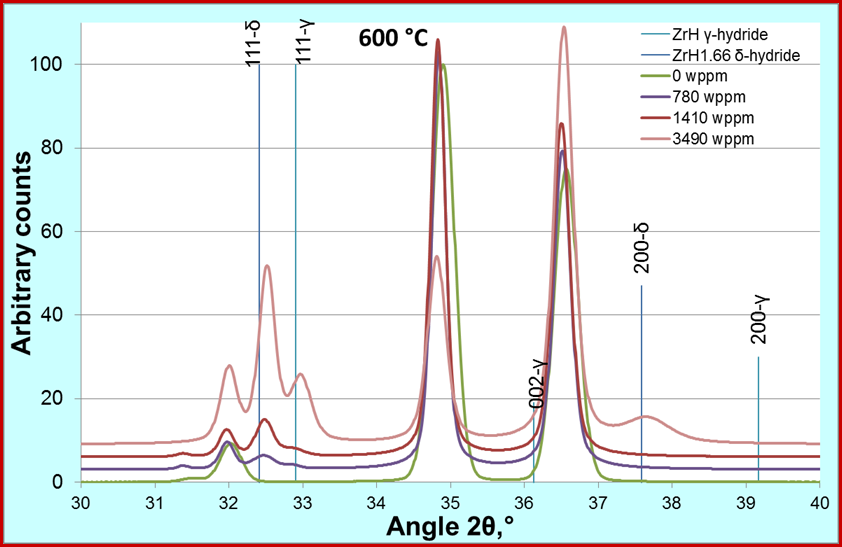 111-δ
111-γ
600 °C
ZrH γ-hydride
ZrH1.66 δ-hydride
0 wppm
780 wppm
1410 wppm
3490 wppm
100
80
60
40
20
0
Arbitrary counts
200-δ
200-γ
002-γ
30 31 32 33 34 35 36 37 38 39 40
Angle 2θ,°